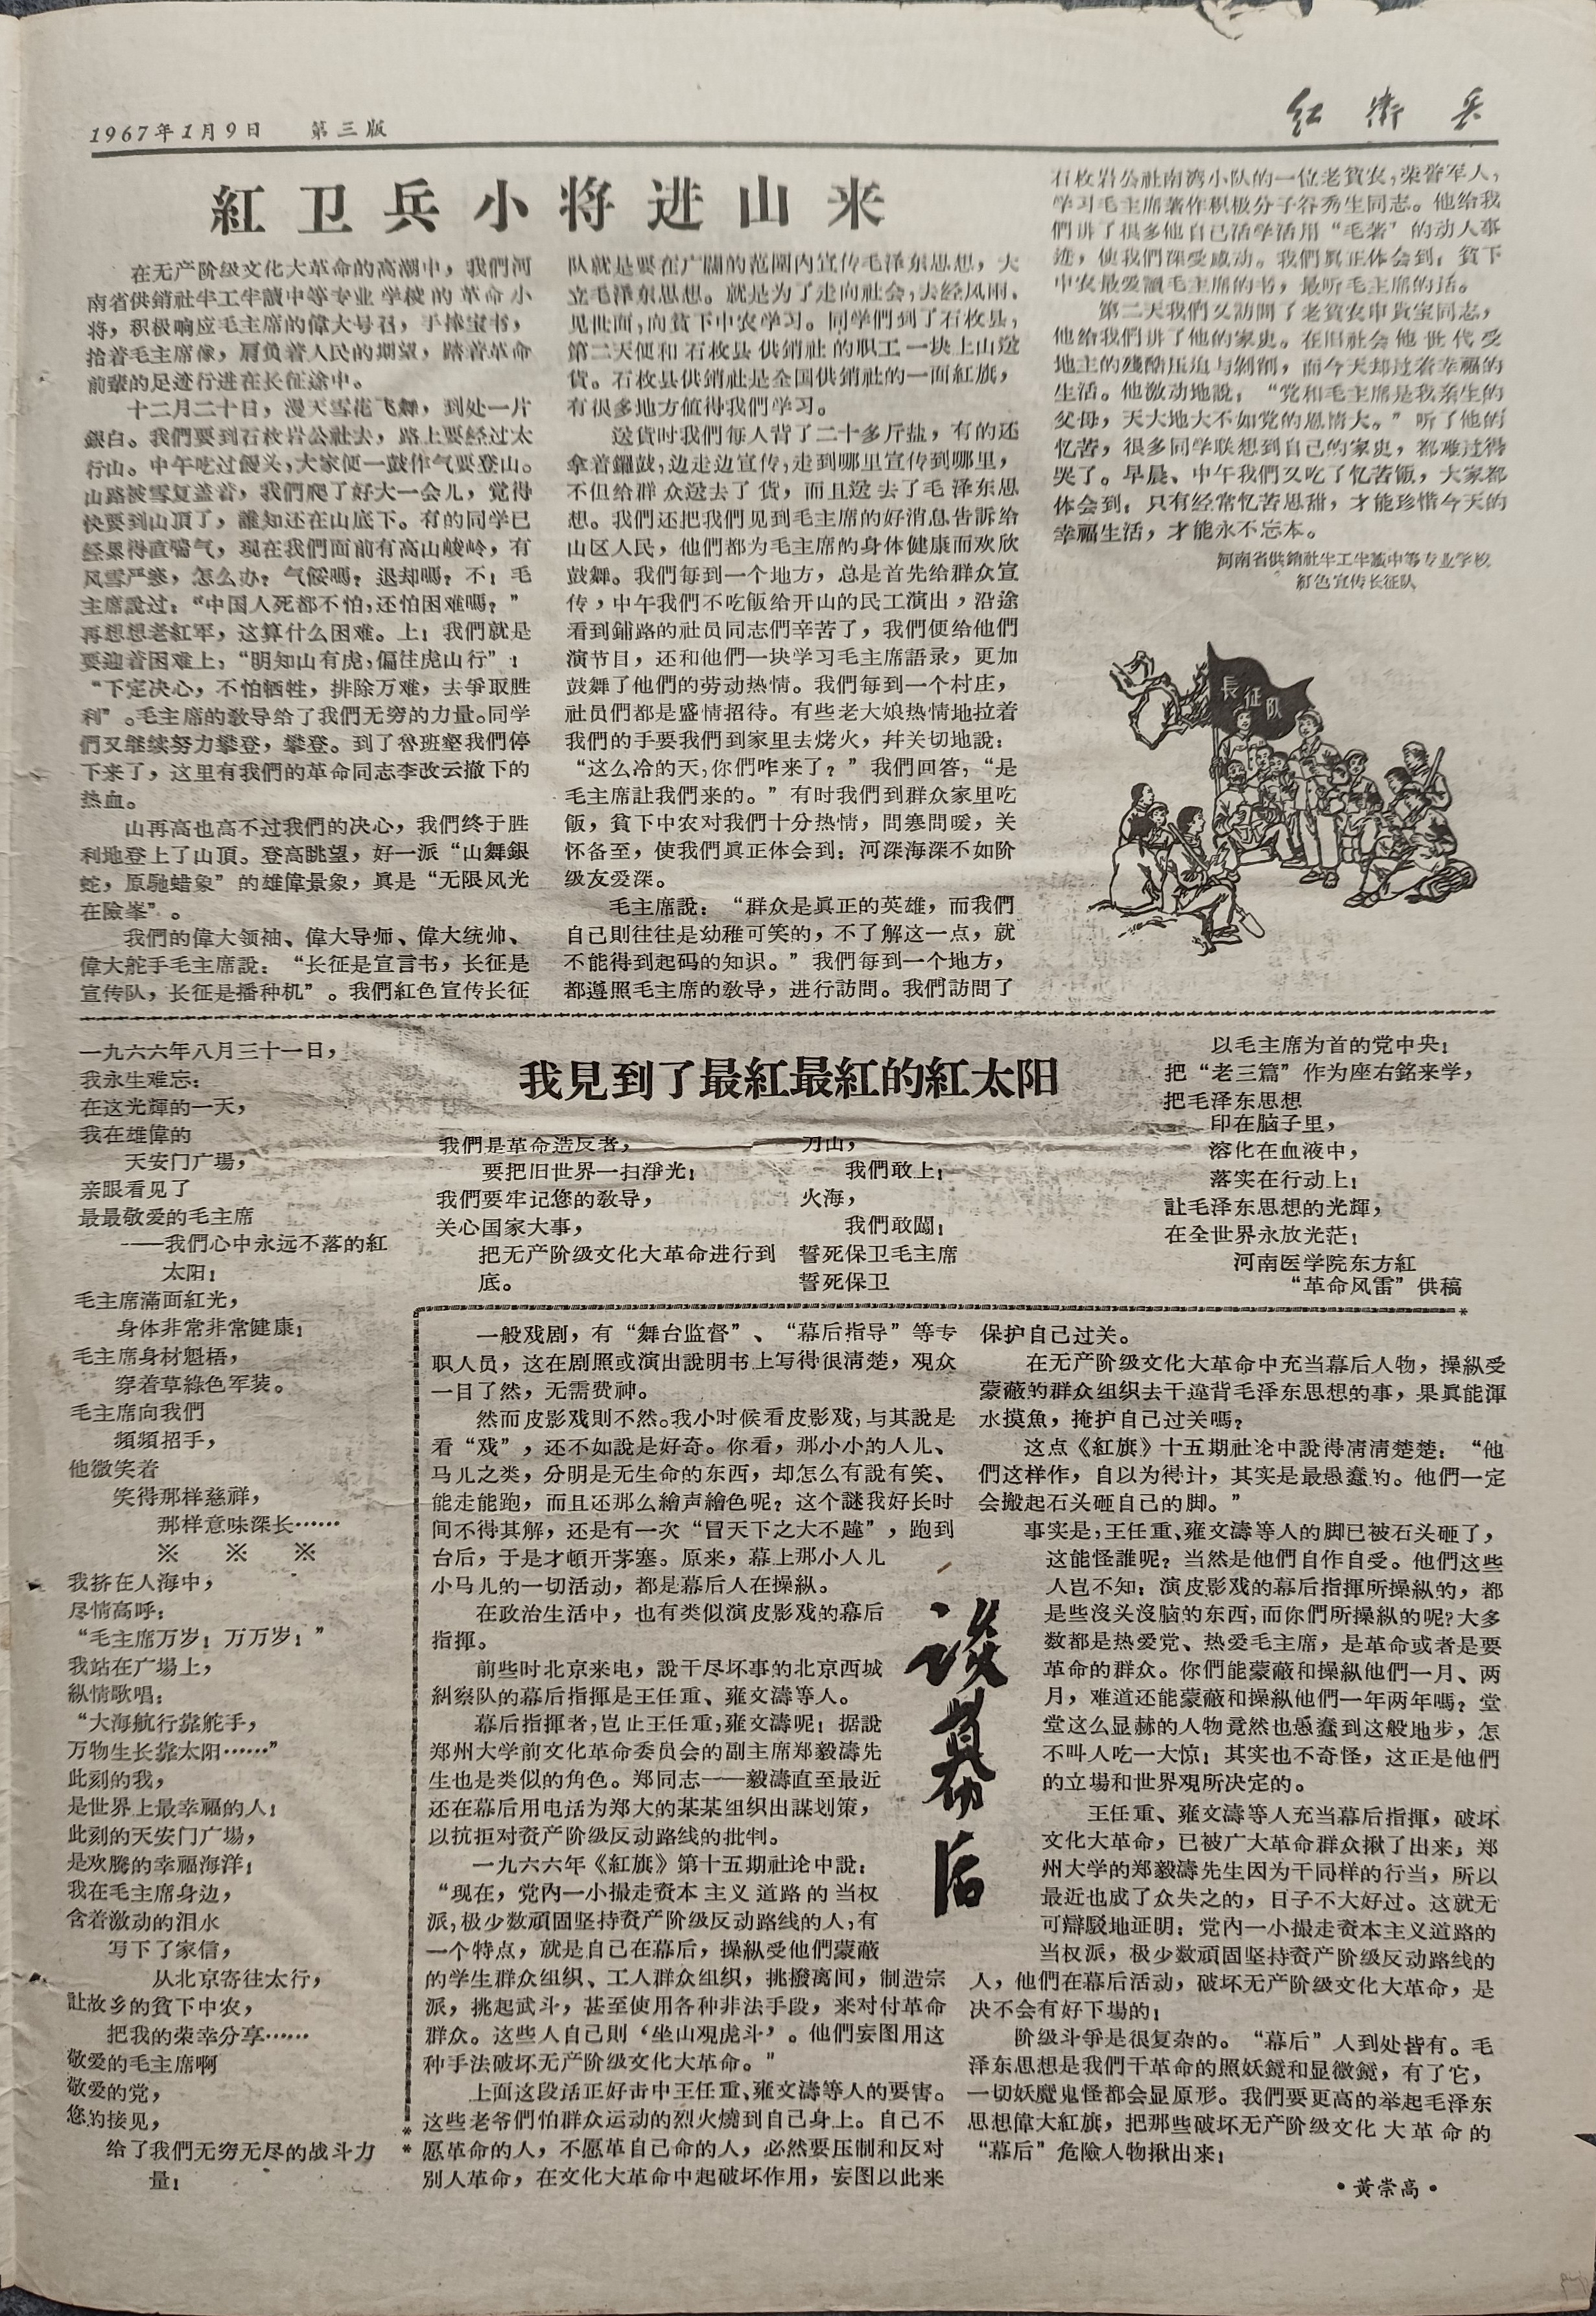 1967年1月9日 第三版
红卫兵
紅卫兵小将进山来
在无产阶级文化大革命的高潮中，我們河
南省供銷社半工半讀中等专业学校的革命小
将，积极响应毛主席的偉大号召，手捧宝书，
抬着毛主席像，肩负着人民的期望，踏着革命
前輩的足迹行进在长征途中。
十二月二十日，漫天雪花飞舞，到处一片
銀白。我們要到石枚岩公社去，路上要经过太
行山。中午吃过饅头，大家便一鼓作气要登山。
山路被雪复盖着，我們爬了好大一会儿，觉得
快要到山頂了，誰知还在山底下。有的同学已
经累得直喘气，现在我們面前有高山峻岭，有
风雪严寒，怎么办？气馁嗎？退却嗎？不！毛
主席說过：“中国人死都不怕，还怕困难嗎？”
再想想老紅军，这算什么困难。上！我們就是
要迎着困难上，“明知山有虎，偏往虎山行”！
“下定决心，不怕牺牲，排除万难，去爭取胜
利”。毛主席的教导给了我們无穷的力量。同学
們又继续努力攀登，攀登。到了魯班壑我們停
下来了，这里有我們的革命同志李改云撤下的
热血。
山再高也高不过我們的决心，我們终于胜
利地登上了山頂。登高眺望，好一派“山舞銀
蛇，原馳蜡象”的雄偉景象，眞是“无限风光
在險峯”。
我們的偉大领袖、偉大导师、偉大统帅、
偉大舵手毛主席說：“长征是宣言书，长征是
宣传队，长征是播种机”。我們紅色宣传长征
队就是要在广闊的范圍內宣传毛泽东思想，大
立毛泽东思想。就是为了走向社会，去经风雨、
见世面，向貧下中农学习。同学們到了石枚县，
第二天便和石枚县供銷社的职工一块上山送
貨。石枚县供銷社是全国供銷社的一面紅旗，
有很多地方値得我們学习。
送貨时我們每人背了二十多斤盐，有的还
拿着鑼鼓，边走边宣传，走到哪里宣传到哪里，
不但给群众送去了貨，而且送去了毛泽东思
想。我們还把我們见到毛主席的好消息告訴给
山区人民，他們都为毛主席的身体健康而欢欣
鼓舞。我們每到一个地方，总是首先给群众宣
传，中午我們不吃飯给开山的民工演出，沿途
看到鋪路的社员同志們辛苦了，我們便给他們
演节目，还和他們一块学习毛主席語录，更加
鼓舞了他們的劳动热情。我們每到一个村庄，
社员們都是盛情招待。有些老大娘热情地拉着
我們的手要我們到家里去烤火，幷关切地說：
“这么冷的天，你們咋来了？”我們回答，“是
毛主席让我們来的。”有时我們到群众家里吃
飯，貧下中农对我們十分热情，問寒問暖，关
怀备至，使我們眞正体会到：河深海深不如阶
级友爱深。
毛主席說：“群众是眞正的英雄，而我們
自己則往往是幼稚可笑的，不了解这一点，就
不能得到起码的知识。”我們每到一个地方，
都遵照毛主席的教导，进行訪問。我們訪問了
石枚岩公社南湾小队的一位老貧农，荣誉军人，
学习毛主席著作积极分子谷秀生同志。他给我
們讲了很多他自己活学活用“毛著”的动人事
迹，使我們深受感动。我們眞正体会到：貧下
中农最爱讀毛主席的书，最听毛主席的话。
第二天我們又訪問了老貧农申貴宝同志，
他给我們讲了他的家史。在旧社会他世代受
地主的残酷压迫与剝削，而今天却过着幸福的
生活。他激动地說，“党和毛主席是我亲生的
父母，天大地大不如党的恩情大。”听了他的
忆苦，很多同学联想到自己的家史，都难过得
哭了。早晨、中午我們又吃了忆苦飯，大家都
体会到：只有经常忆苦思甜，才能珍惜今天的
幸福生活，才能永不忘本。
河南省供銷社半工半讀中等专业学校
紅色宣传长征队
長征队
我見到了最紅最紅的紅太阳
一九六六年八月三十一日，
我永生难忘：
在这光輝的一天，
我在雄偉的
天安门广場，
亲眼看见了
最最敬爱的毛主席
——我們心中永远不落的紅
太阳！
毛主席滿面紅光，
身体非常非常健康！
毛主席身材魁梧，
穿着草綠色军装。
毛主席向我們
頻頻招手，
他微笑着
笑得那样慈祥，
那样意味深长……
※ ※ ※
我挤在人海中，
尽情高呼：
“毛主席万岁！万万岁！”
我站在广場上，
縱情歌唱：
“大海航行靠舵手，
万物生长靠太阳……”
此刻的我，
是世界上最幸福的人！
此刻的天安门广場，
是欢腾的幸福海洋！
我在毛主席身边，
含着激动的泪水
写下了家信，
从北京寄往太行，
让故乡的貧下中农，
把我的荣幸分享……
敬爱的毛主席啊
敬爱的党，
您的接见，
给了我們无穷无尽的战斗力
量！
我們是革命造反者，
要把旧世界一扫淨光！
我們要牢记您的教导，
关心国家大事，
把无产阶级文化大革命进行到
底。
刀山，
我們敢上！
火海，
我們敢闖！
誓死保卫毛主席
誓死保卫
以毛主席为首的党中央！
把“老三篇”作为座右銘来学，
把毛泽东思想
印在脑子里，
溶化在血液中，
落实在行动上！
让毛泽东思想的光輝，
在全世界永放光茫！
河南医学院东方紅
“革命风雷”供稿
谈幕后
一般戏剧，有“舞台监督”、“幕后指导”等专
职人员，这在剧照或演出說明书上写得很淸楚，观众
一目了然，无需费神。
然而皮影戏則不然。我小时候看皮影戏，与其說是
看“戏”，还不如說是好奇。你看，那小小的人儿、
马儿之类，分明是无生命的东西，却怎么有說有笑、
能走能跑，而且还那么繪声繪色呢？这个謎我好长时
间不得其解，还是有一次“冒天下之大不韪”，跑到
台后，于是才頓开茅塞。原来，幕上那小人儿
小马儿的一切活动，都是幕后人在操縱。
在政治生活中，也有类似演皮影戏的幕后
指揮。
前些时北京来电，說干尽坏事的北京西城
糾察队的幕后指揮是王任重、雍文濤等人。
幕后指揮者，岂止王任重，雍文濤呢！据說
郑州大学前文化革命委员会的副主席郑毅濤先
生也是类似的角色。郑同志——毅濤直至最近
还在幕后用电话为郑大的某某组织出謀划策，
以抗拒对资产阶级反动路线的批判。
一九六六年《紅旗》第十五期社论中說：
“现在，党內一小撮走资本主义道路的当权
派，极少数頑固坚持资产阶级反动路线的人，有
一个特点，就是自己在幕后，操縱受他們蒙蔽
的学生群众组织、工人群众组织，挑撥离间，制造宗
派，挑起武斗，甚至使用各种非法手段，来对付革命
群众。这些人自己則‘坐山观虎斗’。他們妄图用这
种手法破坏无产阶级文化大革命。”
上面这段话正好击中王任重、雍文濤等人的要害。
这些老爷們怕群众运动的烈火燒到自己身上。自己不
愿革命的人，不愿革自己命的人，必然要压制和反对
别人革命，在文化大革命中起破坏作用，妄图以此来
保护自己过关。
在无产阶级文化大革命中充当幕后人物，操縱受
蒙蔽的群众组织去干違背毛泽东思想的事，果眞能渾
水摸魚，掩护自己过关嗎？
这点《紅旗》十五期社论中說得淸淸楚楚：“他
們这样作，自以为得计，其实是最愚蠢的。他們一定
会搬起石头砸自己的脚。”
事实是，王任重、雍文濤等人的脚已被石头砸了，
这能怪誰呢？当然是他們自作自受。他們这些
人岂不知：演皮影戏的幕后指揮所操縱的，都
是些沒头沒脑的东西，而你們所操縱的呢？大多
数都是热爱党、热爱毛主席，是革命或者是要
革命的群众。你們能蒙蔽和操縱他們一月、两
月，难道还能蒙蔽和操縱他們一年两年嗎？堂
堂这么显赫的人物竟然也愚蠢到这般地步，怎
不叫人吃一大惊！其实也不奇怪，这正是他們
的立場和世界观所决定的。
王任重、雍文濤等人充当幕后指揮，破坏
文化大革命，已被广大革命群众揪了出来，郑
州大学的郑毅濤先生因为干同样的行当，所以
最近也成了众矢之的，日子不大好过。这就无
可辯駁地证明：党內一小撮走资本主义道路的
当权派，极少数頑固坚持资产阶级反动路线的
人，他們在幕后活动，破坏无产阶级文化大革命，是
决不会有好下場的！
阶级斗爭是很复杂的。“幕后”人到处皆有。毛
泽东思想是我們干革命的照妖鏡和显微鏡，有了它，
一切妖魔鬼怪都会显原形。我們要更高的举起毛泽东
思想偉大紅旗，把那些破坏无产阶级文化大革命的
“幕后”危險人物揪出来！
·黃崇高·